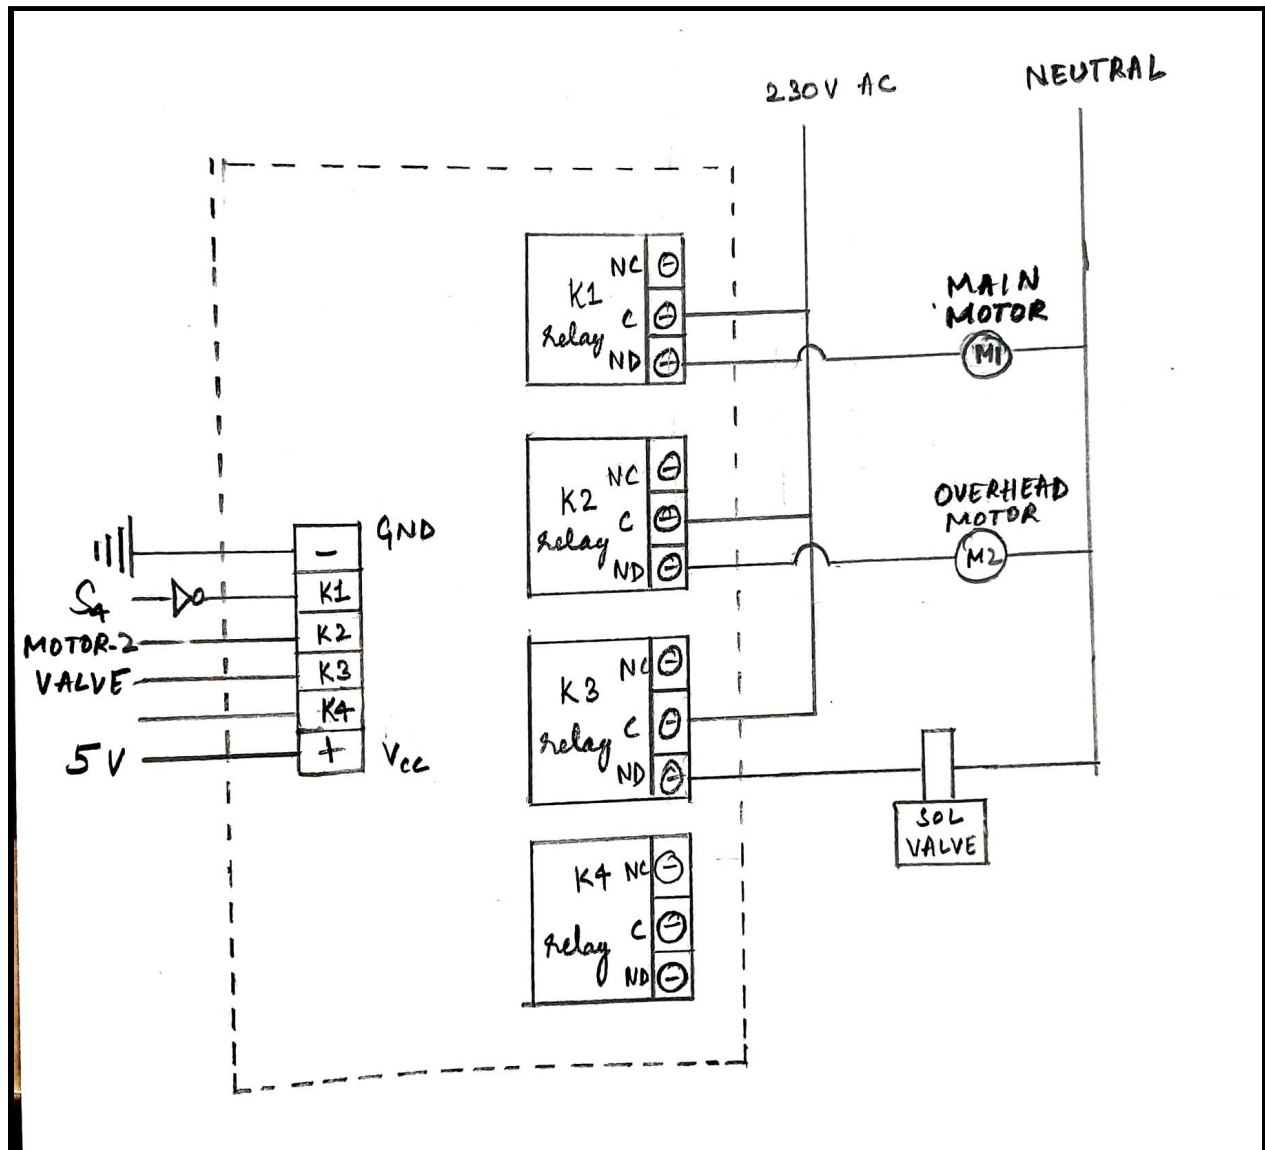 230V AC
NEUTRAL
NC
K1
C
relay
ND
MAIN
MOTOR
M1
NC
K2
C
relay
ND
OVERHEAD
MOTOR
M2
GND
-
S4
K1
MOTOR-2
K2
VALVE
K3
K4
5V
+
Vcc
NC
K3
C
relay
ND
SOL
VALVE
K4
NC
C
relay
ND